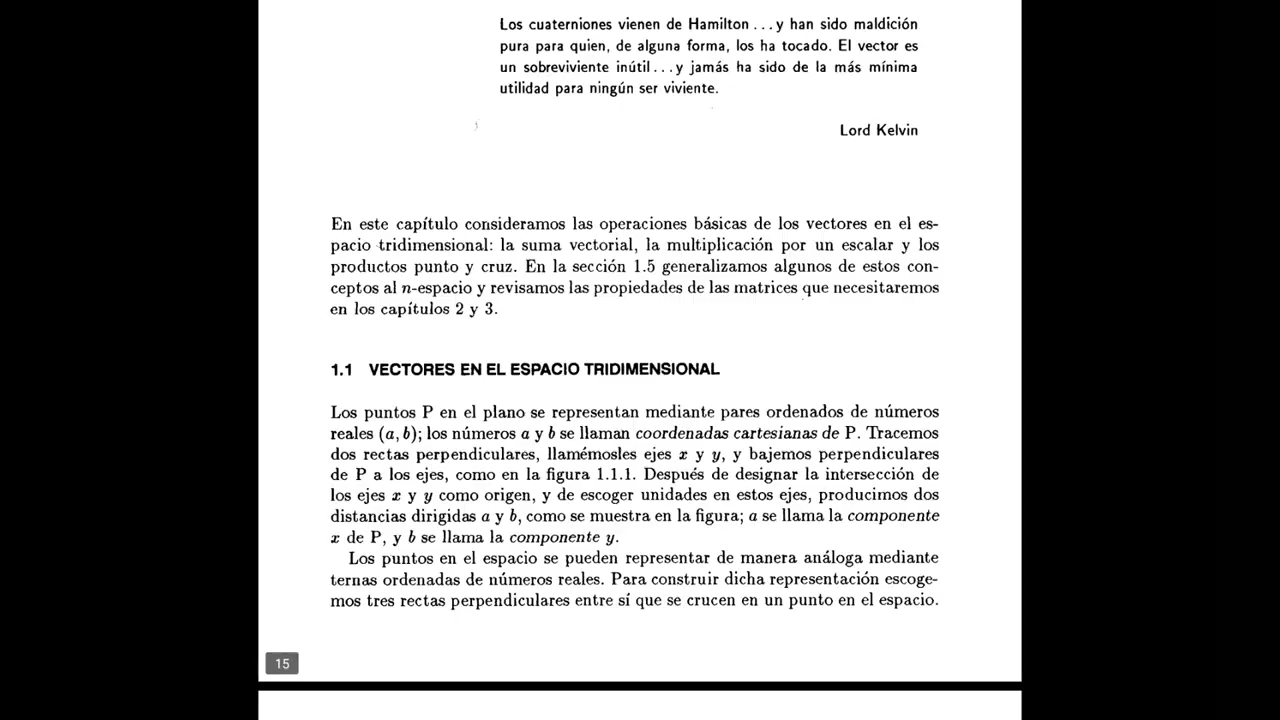 Los cuaterniones vienen de Hamilton ... y han sido maldición
pura para quien, de alguna forma, los ha tocado. El vector es
un sobreviviente inútil ... y jamás ha sido de la más mínima
utilidad para ningún ser viviente.
Lord Kelvin
En este capítulo consideramos las operaciones básicas de los vectores en el es-
pacio tridimensional: la suma vectorial, la multiplicación por un escalar y los
productos punto y cruz. En la sección 1.5 generalizamos algunos de estos con-
ceptos al n-espacio y revisamos las propiedades de las matrices que necesitaremos
en los capítulos 2 y 3.
1.1 VECTORES EN EL ESPACIO TRIDIMENSIONAL
Los puntos P en el plano se representan mediante pares ordenados de números
reales (a, b); los números a y b se llaman coordenadas cartesianas de P. Tracemos
dos rectas perpendiculares, llamémosles ejes x y y, y bajemos perpendiculares
de P a los ejes, como en la figura 1.1.1. Después de designar la intersección de
los ejes x y y como origen, y de escoger unidades en estos ejes, producimos dos
distancias dirigidas a y b, como se muestra en la figura; a se llama la componente
x de P, y b se llama la componente y.
Los puntos en el espacio se pueden representar de manera análoga mediante
ternas ordenadas de números reales. Para construir dicha representación escoge-
mos tres rectas perpendiculares entre sí que se crucen en un punto en el espacio.
15